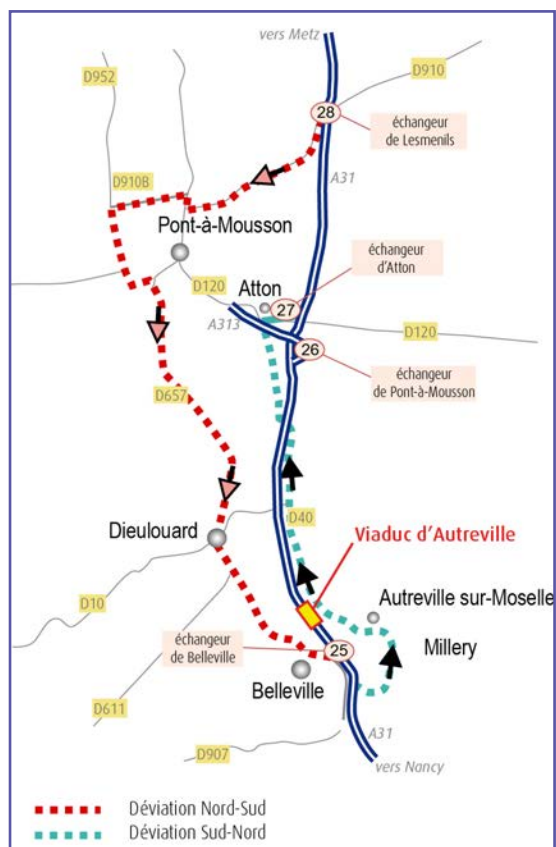 vers Metz
D952
D910
28
échangeur
de Lesmenils
A31
D910B
Pont-à-Mousson
échangeur
d'Atton
D120
Atton
27
A313
D120
26
échangeur
de Pont-à-Mousson
D657
D40
Viaduc d'Autreville
Dieulouard
D10
Autreville sur-Moselle
échangeur
de Belleville
25
Millery
Belleville
D611
A31
D907
vers Nancy
Déviation Nord-Sud
Déviation Sud-Nord